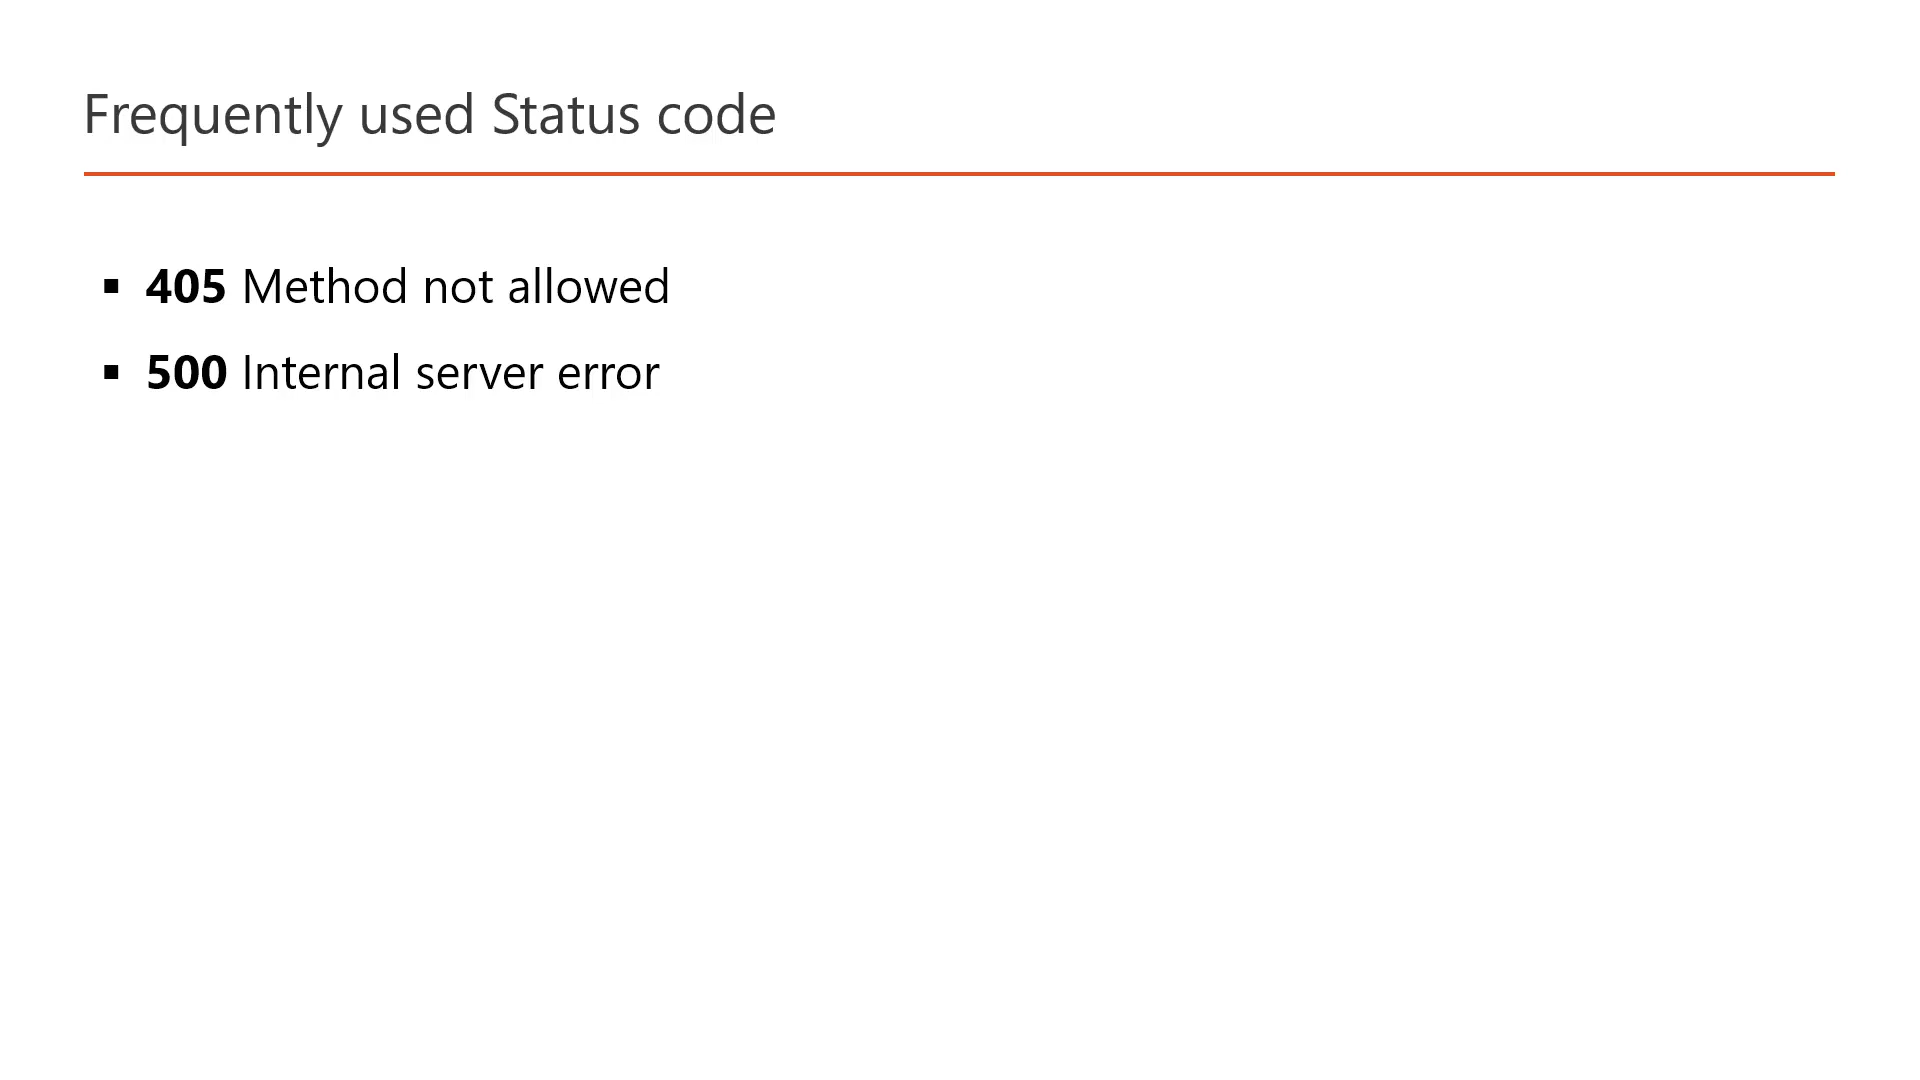 Frequently used Status code
▪ 405 Method not allowed
▪ 500 Internal server error